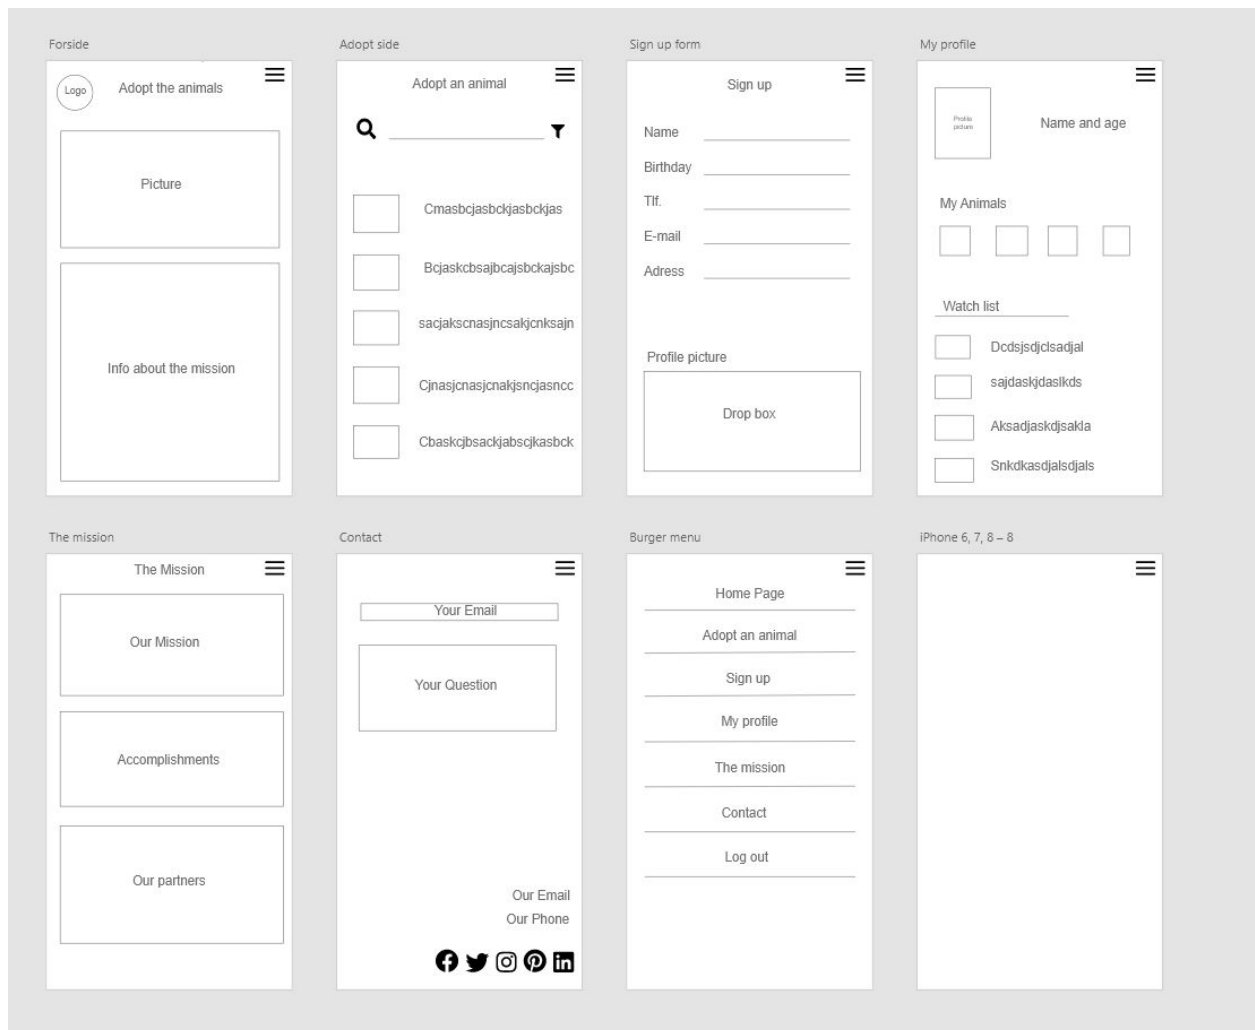 Forside
Logo
Adopt the animals
Picture
Info about the mission
Adopt side
Adopt an animal
Cmasbcjasbckjasbckjas
Bcjaskcbsajbcajsbckajsbc
sacjakscnasjncsakjcnksajn
Cjnasjcnasjcnakjsncjasncc
Cbaskcjbsackjabscjkasbck
Sign up form
Sign up
Name
Birthday
Tlf.
E-mail
Adress
Profile picture
Drop box
My profile
Profile
picture
Name and age
My Animals
Watch list
Dcdsjsdjclsadjal
sajdaskjdaslkds
Aksadjaskdjsakla
Snkdkasdjalsdjals
The mission
The Mission
Our Mission
Accomplishments
Our partners
Contact
Your Email
Your Question
Our Email
Our Phone
Burger menu
Home Page
Adopt an animal
Sign up
My profile
The mission
Contact
Log out
iPhone 6, 7, 8 – 8